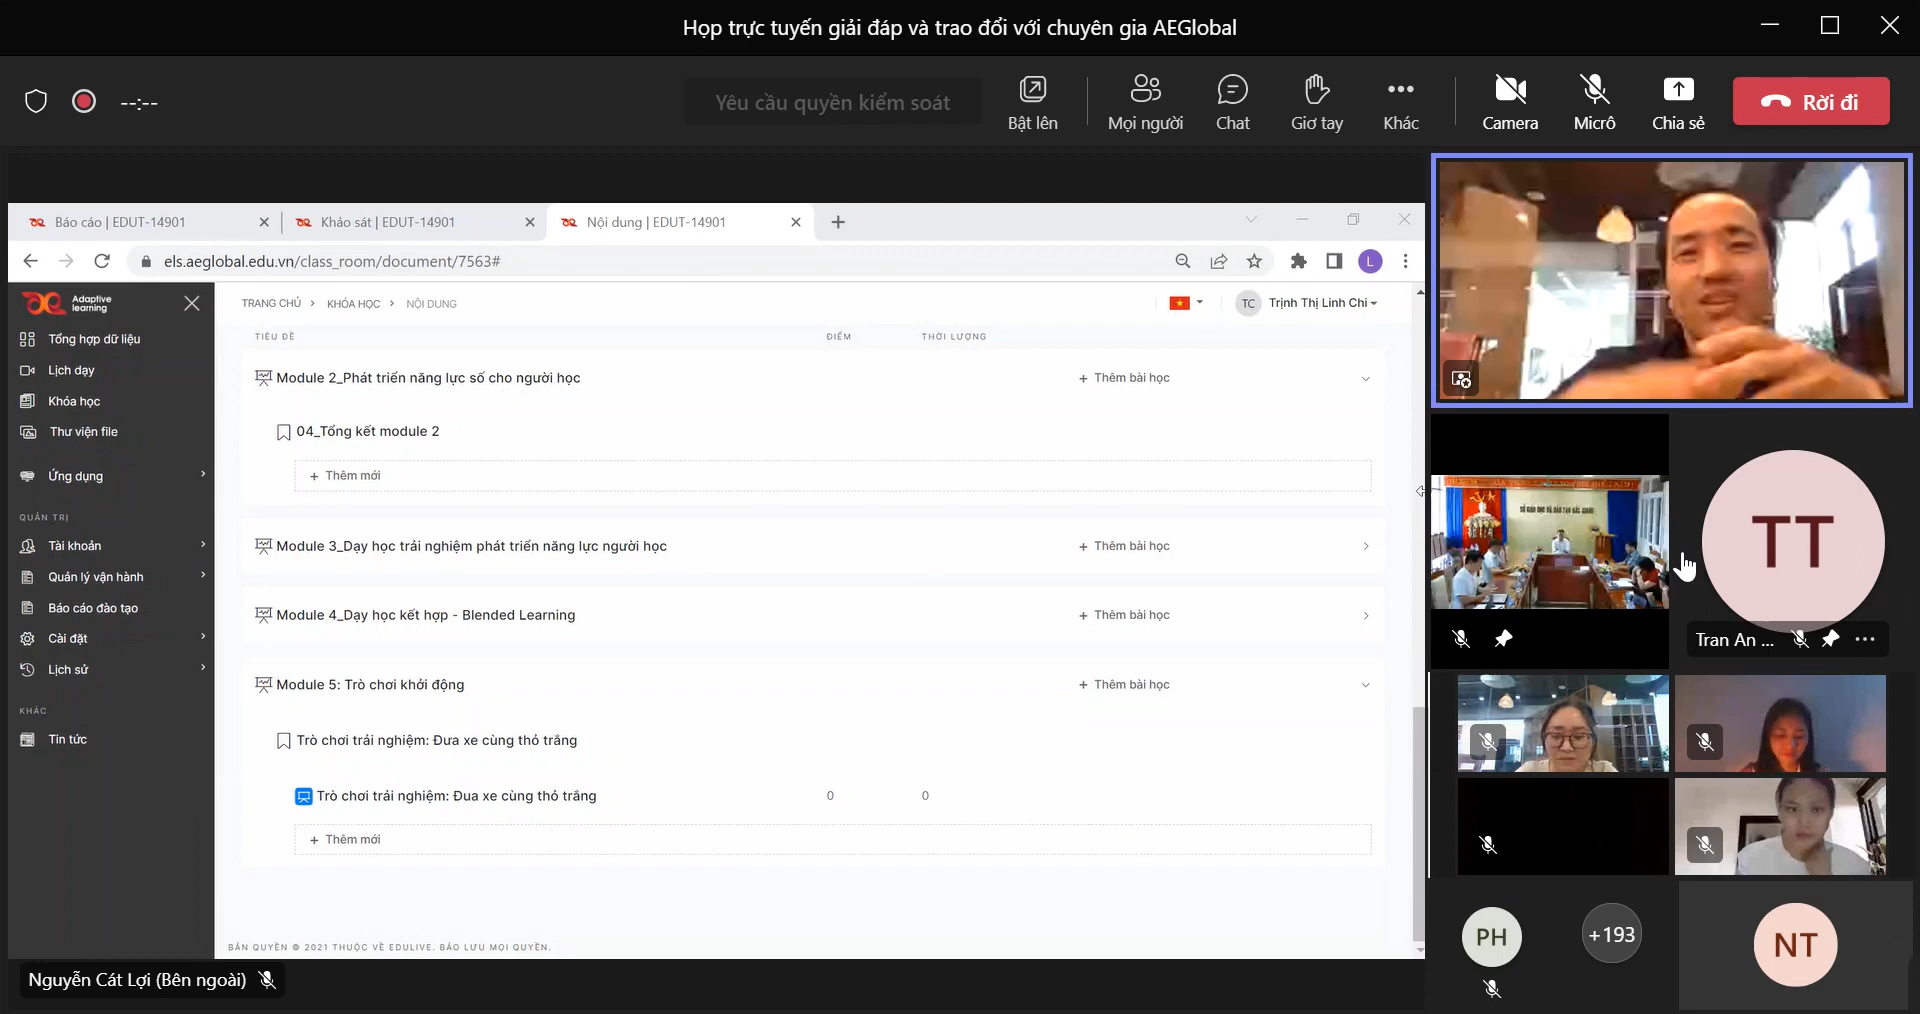 Họp trực tuyến giải đáp và trao đổi với chuyên gia AEGlobal
--:--
Yêu cầu quyền kiểm soát
Bật lên
Mọi người
Chat
Giơ tay
Khác
Camera
Micrô
Chia sẻ
Rời đi
Báo cáo | EDUT-14901
Khảo sát | EDUT-14901
Nội dung | EDUT-14901
els.aeglobal.edu.vn/class_room/document/7563#
L
Adaptive
learning
TRANG CHỦ > KHÓA HỌC > NỘI DUNG
TC Trịnh Thị Linh Chi
Tổng hợp dữ liệu
Lịch dạy
Khóa học
Thư viện file
Ứng dụng
QUẢN TRỊ
Tài khoản
Quản lý vận hành
Báo cáo đào tạo
Cài đặt
Lịch sử
KHÁC
Tin tức
TIÊU ĐỀ ĐIỂM THỜI LƯỢNG
Module 2_Phát triển năng lực số cho người học + Thêm bài học
04_Tổng kết module 2
+ Thêm mới
Module 3_Dạy học trải nghiệm phát triển năng lực người học + Thêm bài học
Module 4_Dạy học kết hợp - Blended Learning + Thêm bài học
Module 5: Trò chơi khởi động + Thêm bài học
Trò chơi trải nghiệm: Đưa xe cùng thỏ trắng
Trò chơi trải nghiệm: Đua xe cùng thỏ trắng 0 0
+ Thêm mới
BẢN QUYỀN © 2021 THUỘC VỀ EDULIVE. BẢO LƯU MỌI QUYỀN.
Nguyễn Cát Lợi (Bên ngoài)
SỞ GIÁO DỤC VÀ ĐÀO TẠO BẮC GIANG
TT
Tran An ...
PH
+193
NT